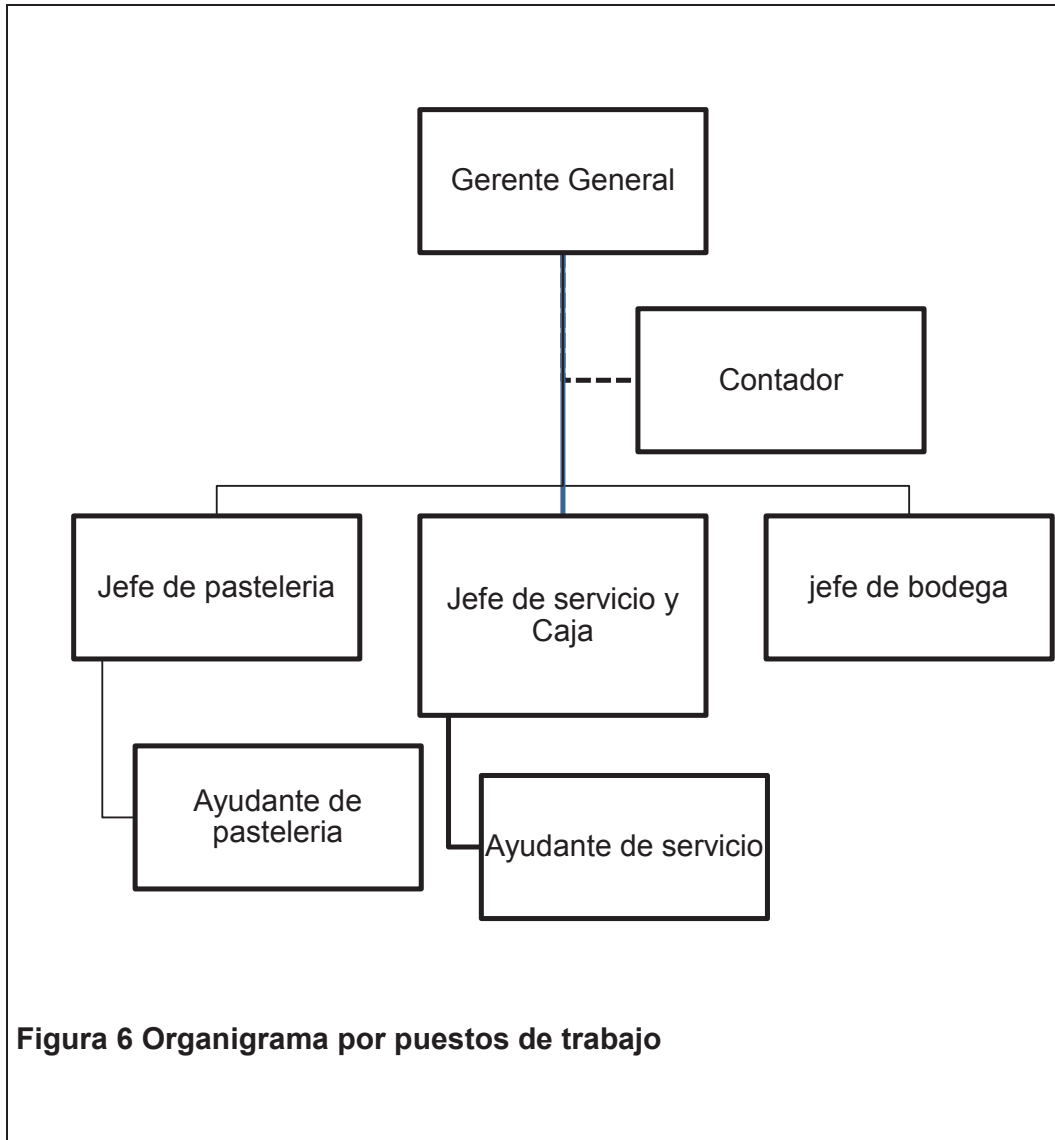 Gerente General
Contador
Jefe de pasteleria
Jefe de servicio y
Caja
jefe de bodega
Ayudante de
pasteleria
Ayudante de servicio
Figura 6 Organigrama por puestos de trabajo